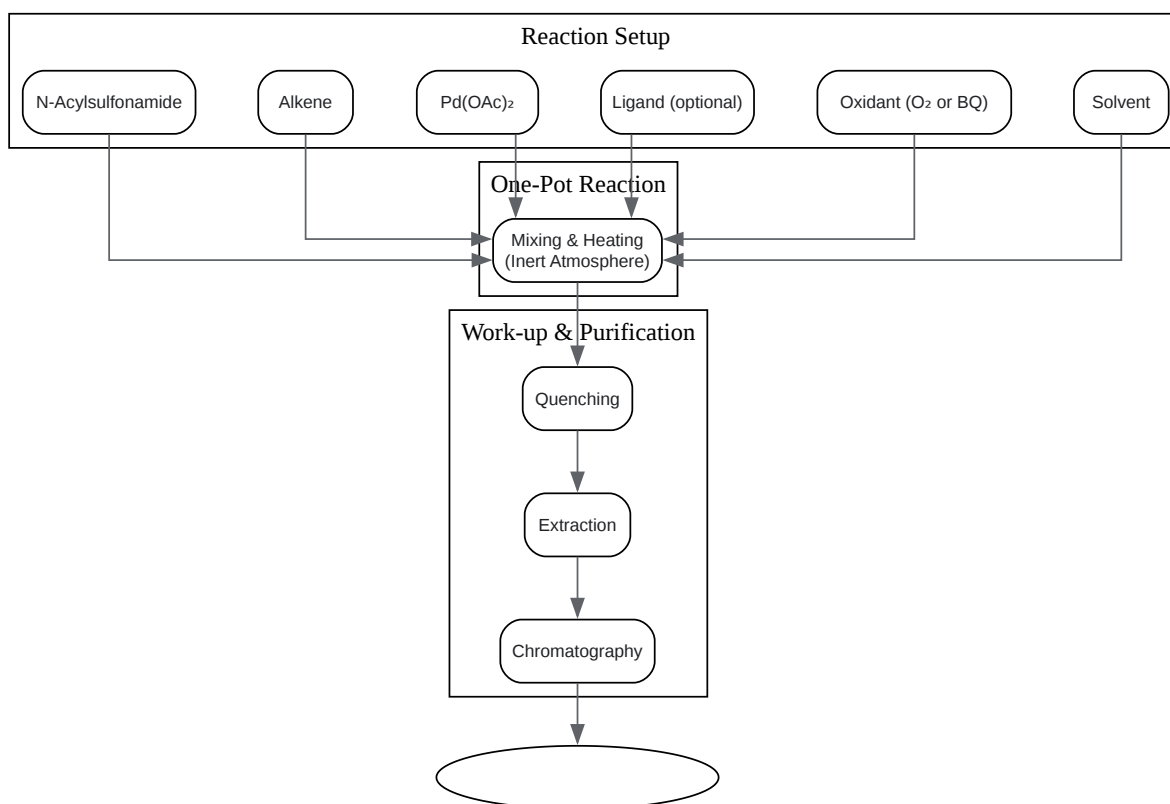 Reaction Setup
N-Acylsulfonamide
Alkene
Pd(OAc)₂
Ligand (optional)
Oxidant (O₂ or BQ)
Solvent
One-Pot Reaction
Mixing & Heating
(Inert Atmosphere)
Work-up & Purification
Quenching
Extraction
Chromatography